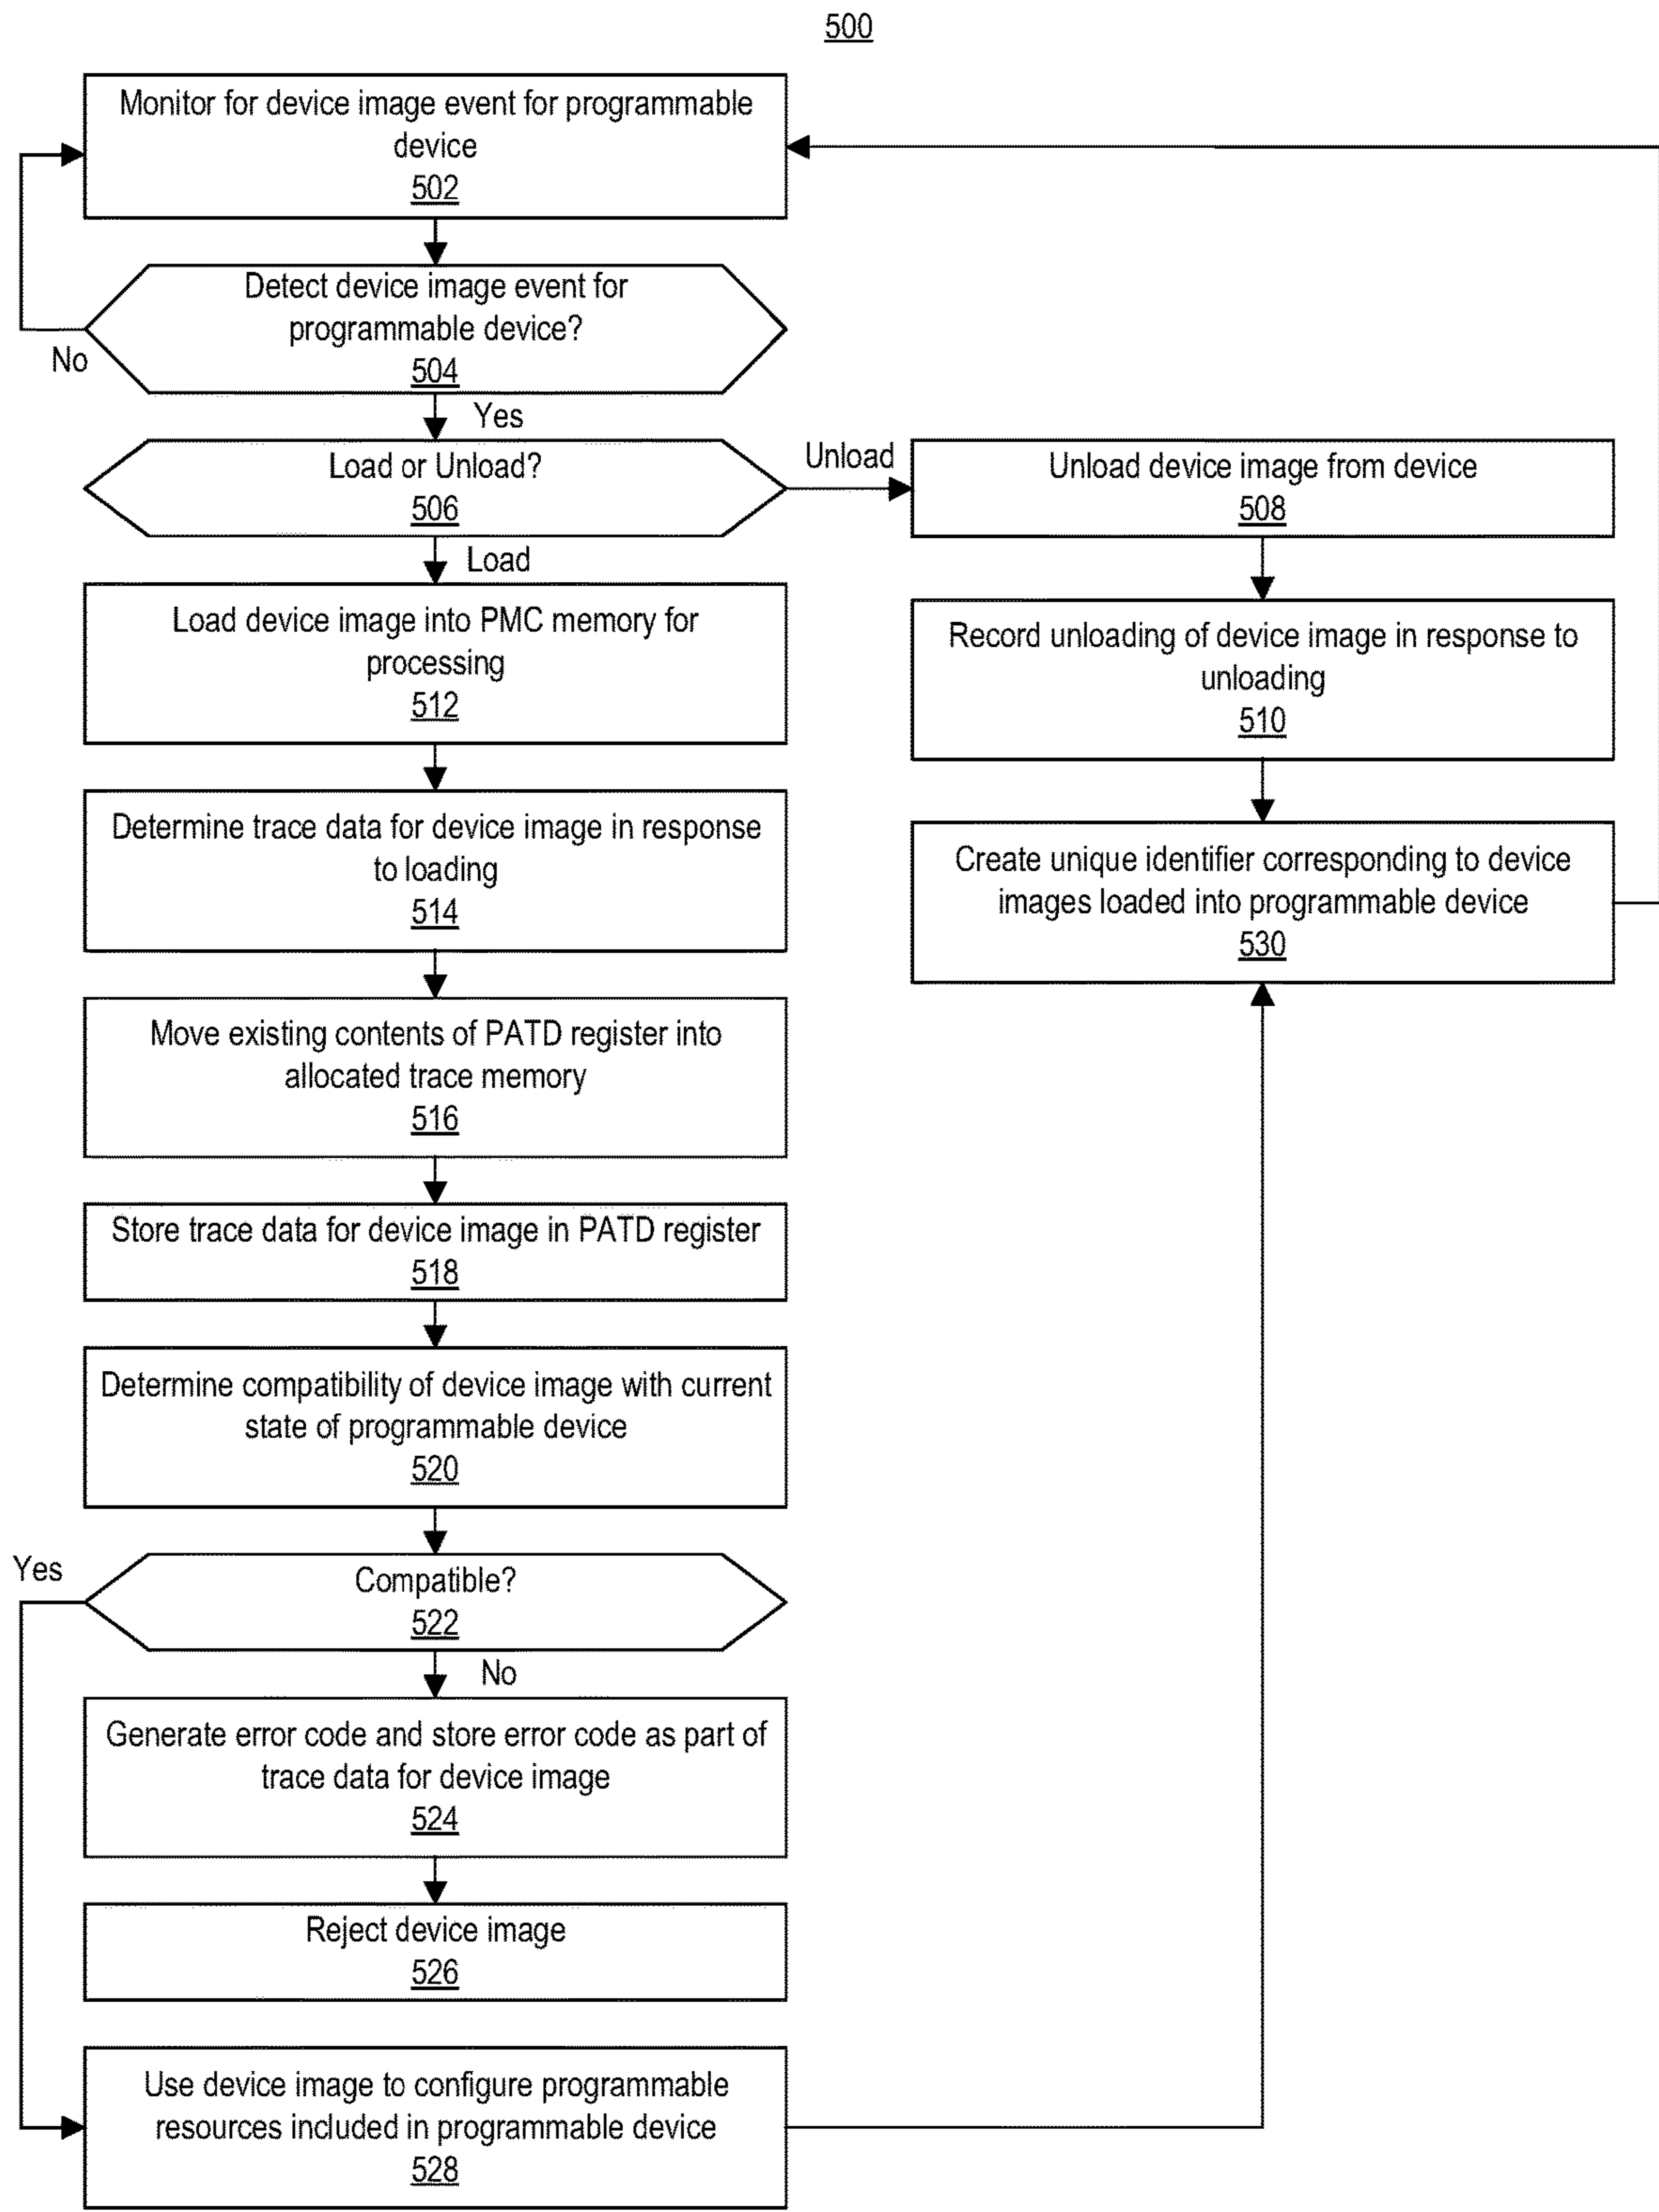 500
Monitor for device image event for programmable
device
502
Detect device image event for
programmable device?
504
No
Yes
Load or Unload?
506
Unload
Load
Unload device image from device
508
Record unloading of device image in response to
unloading
510
Create unique identifier corresponding to device
images loaded into programmable device
530
Load device image into PMC memory for
processing
512
Determine trace data for device image in response
to loading
514
Move existing contents of PATD register into
allocated trace memory
516
Store trace data for device image in PATD register
518
Determine compatibility of device image with current
state of programmable device
520
Yes
Compatible?
522
No
Generate error code and store error code as part of
trace data for device image
524
Reject device image
526
Use device image to configure programmable
resources included in programmable device
528